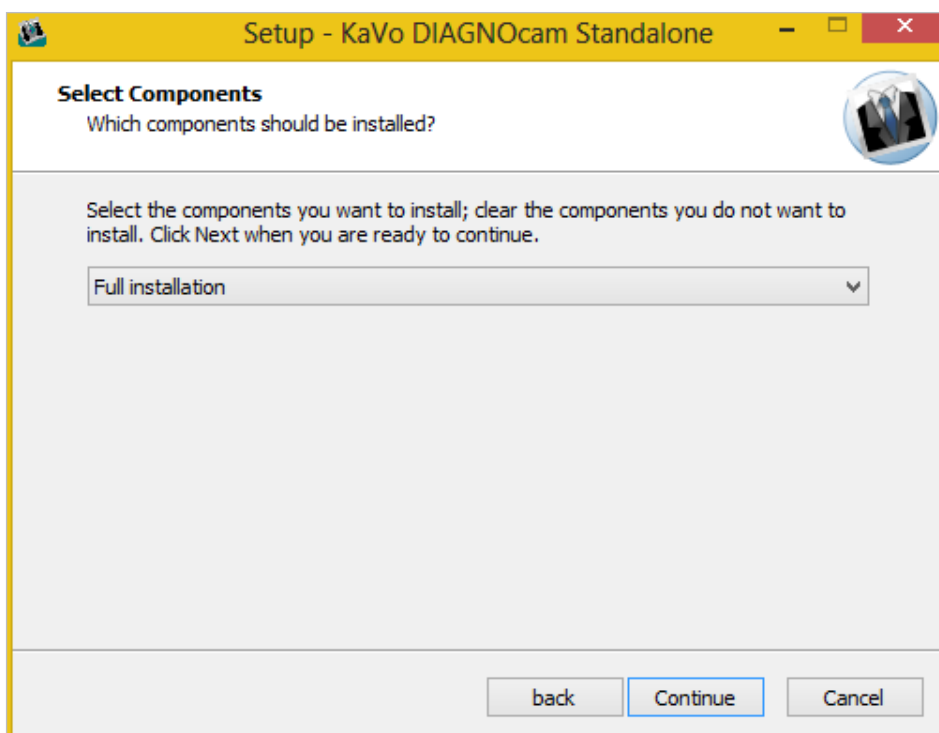 Setup - KaVo DIAGNOcam Standalone
Select Components
Which components should be installed?
Select the components you want to install; clear the components you do not want to
install. Click Next when you are ready to continue.
Full installation
back Continue Cancel